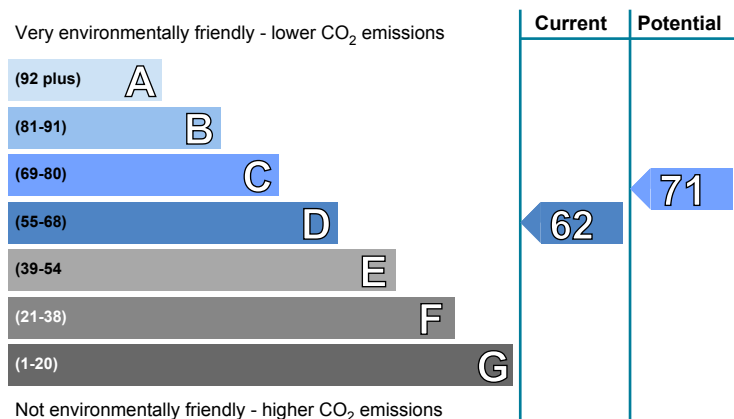 Very environmentally friendly - lower CO₂ emissions
Current
Potential
(92 plus) A
(81-91) B
(69-80) C
71
(55-68) D
62
(39-54 E
(21-38) F
(1-20) G
Not environmentally friendly - higher CO₂ emissions